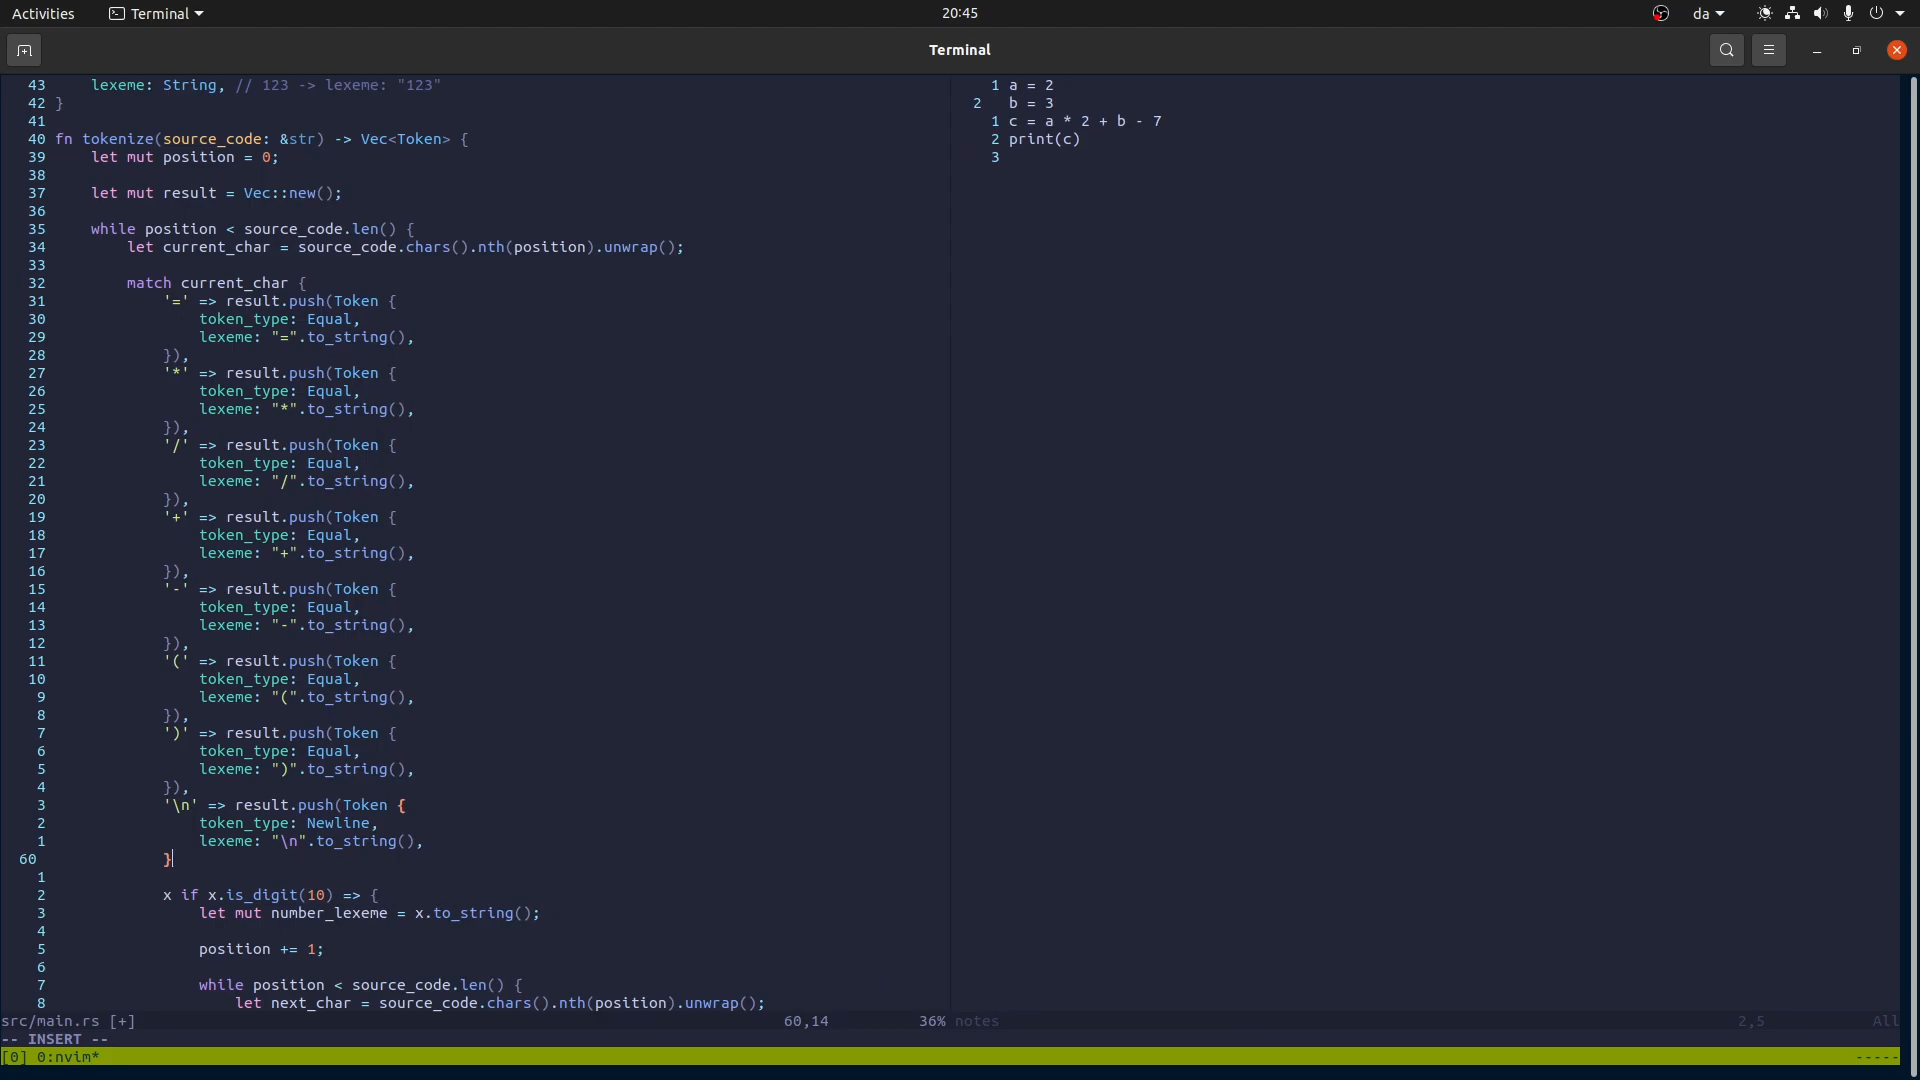 Activities
Terminal
20:45
da
Terminal
43     lexeme: String, // 123 -> lexeme: "123"
42 }
41
40 fn tokenize(source_code: &str) -> Vec<Token> {
39     let mut position = 0;
38
37     let mut result = Vec::new();
36
35     while position < source_code.len() {
34         let current_char = source_code.chars().nth(position).unwrap();
33
32         match current_char {
31             '=' => result.push(Token {
30                 token_type: Equal,
29                 lexeme: "=".to_string(),
28             }),
27             '*' => result.push(Token {
26                 token_type: Equal,
25                 lexeme: "*".to_string(),
24             }),
23             '/' => result.push(Token {
22                 token_type: Equal,
21                 lexeme: "/".to_string(),
20             }),
19             '+' => result.push(Token {
18                 token_type: Equal,
17                 lexeme: "+".to_string(),
16             }),
15             '-' => result.push(Token {
14                 token_type: Equal,
13                 lexeme: "-".to_string(),
12             }),
11             '(' => result.push(Token {
10                 token_type: Equal,
9                 lexeme: "(".to_string(),
8             }),
7             ')' => result.push(Token {
6                 token_type: Equal,
5                 lexeme: ")".to_string(),
4             }),
3             '\n' => result.push(Token {
2                 token_type: Newline,
1                 lexeme: "\n".to_string(),
60             }
1
2             x if x.is_digit(10) => {
3                 let mut number_lexeme = x.to_string();
4
5                 position += 1;
6
7                 while position < source_code.len() {
8                     let next_char = source_code.chars().nth(position).unwrap();
src/main.rs [+] 60,14 36%
1 a = 2
2 b = 3
1 c = a * 2 + b - 7
2 print(c)
3
notes 2,5 All
-- INSERT --
[0] 0:nvim* -----